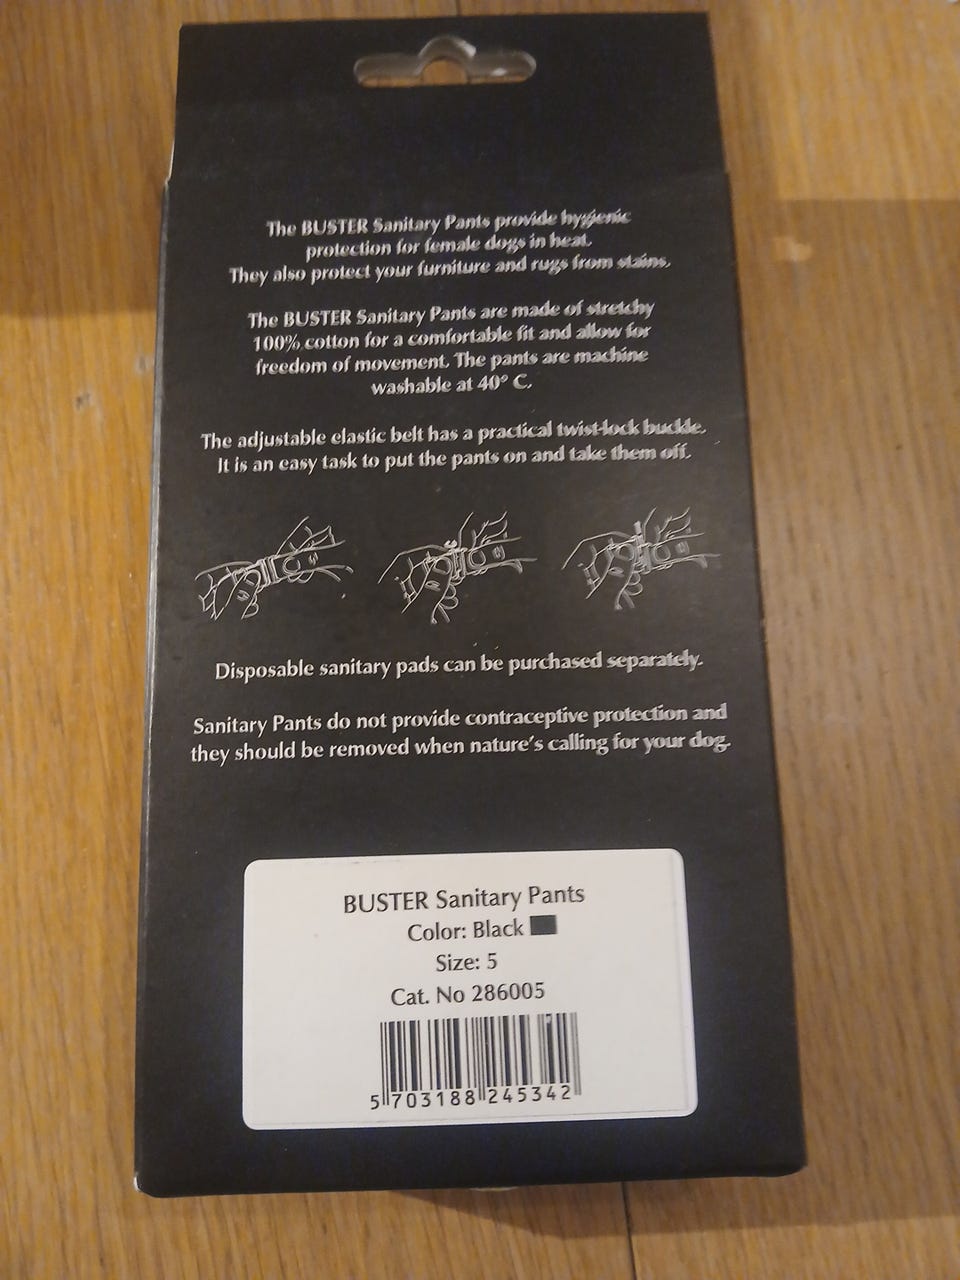 The BUSTER Sanitary Pants provide hygienic
protection for female dogs in heat.
They also protect your furniture and rugs from stains.
The BUSTER Sanitary Pants are made of stretchy
100% cotton for a comfortable fit and allow for
freedom of movement. The pants are machine
washable at 40° C.
The adjustable elastic belt has a practical twist-lock buckle.
It is an easy task to put the pants on and take them off.
Disposable sanitary pads can be purchased separately.
Sanitary Pants do not provide contraceptive protection and
they should be removed when nature's calling for your dog.
BUSTER Sanitary Pants
Color: Black
Size: 5
Cat. No 286005
5 703188 245342